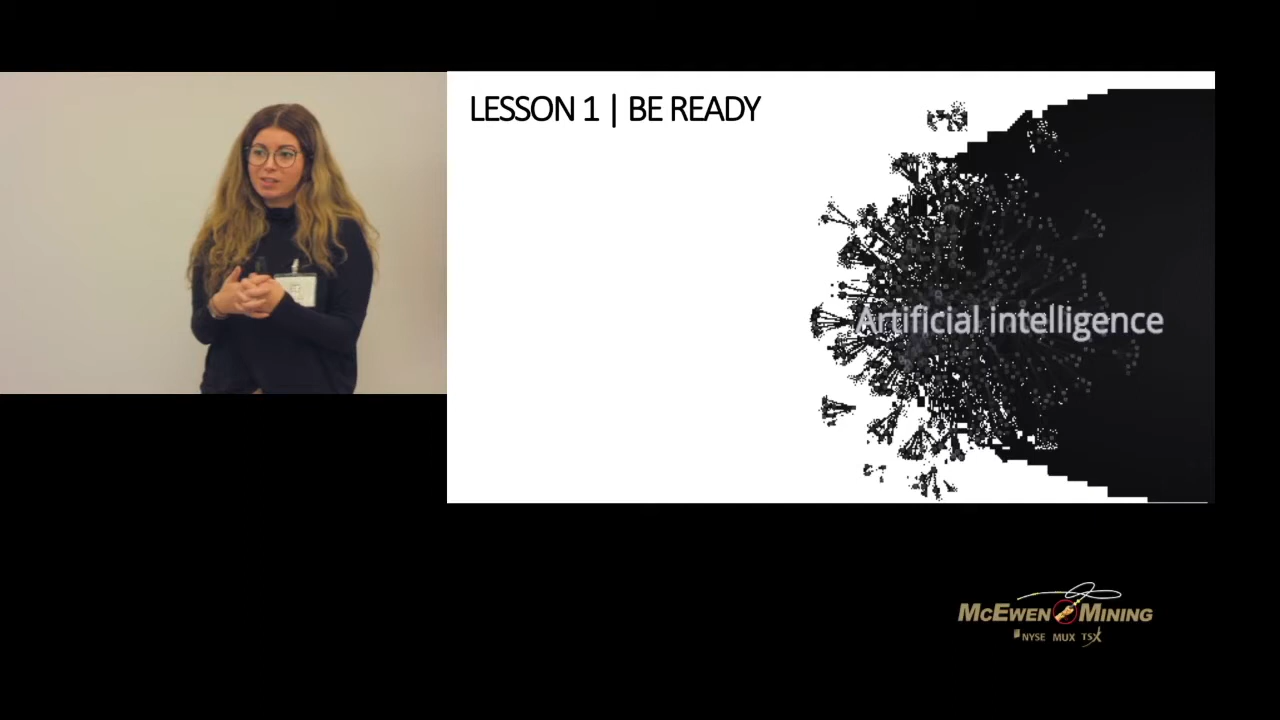 LESSON 1 | BE READY
Artificial intelligence
MCEWEN MINING
NYSE MUX TSX